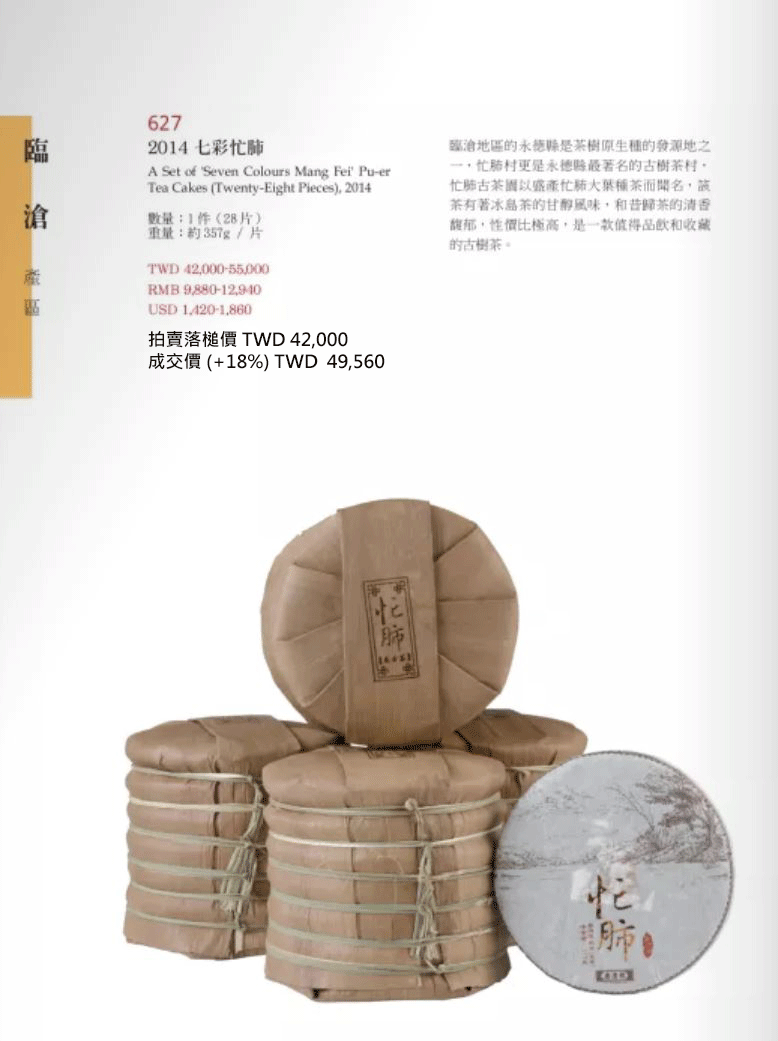 臨滄
產區
627
2014 七彩忙肺
A Set of 'Seven Colours Mang Fei' Pu-er
Tea Cakes (Twenty-Eight Pieces), 2014
數量：1 件（28 片）
重量：約 357g / 片
TWD 42,000-55,000
RMB 9,880-12,940
USD 1,420-1,860
拍賣落槌價 TWD 42,000
成交價 (+18%) TWD 49,560
臨滄地區的永德縣是茶樹原生種的發源地之
一，忙肺村更是永德縣最著名的古樹茶村，
忙肺古茶園以盛產忙肺大葉種茶而聞名，該
茶有著冰島茶的甘醇風味，和昔歸茶的清香
馥郁，性價比極高，是一款值得品飲和收藏
的古樹茶。
忙肺
忙肺